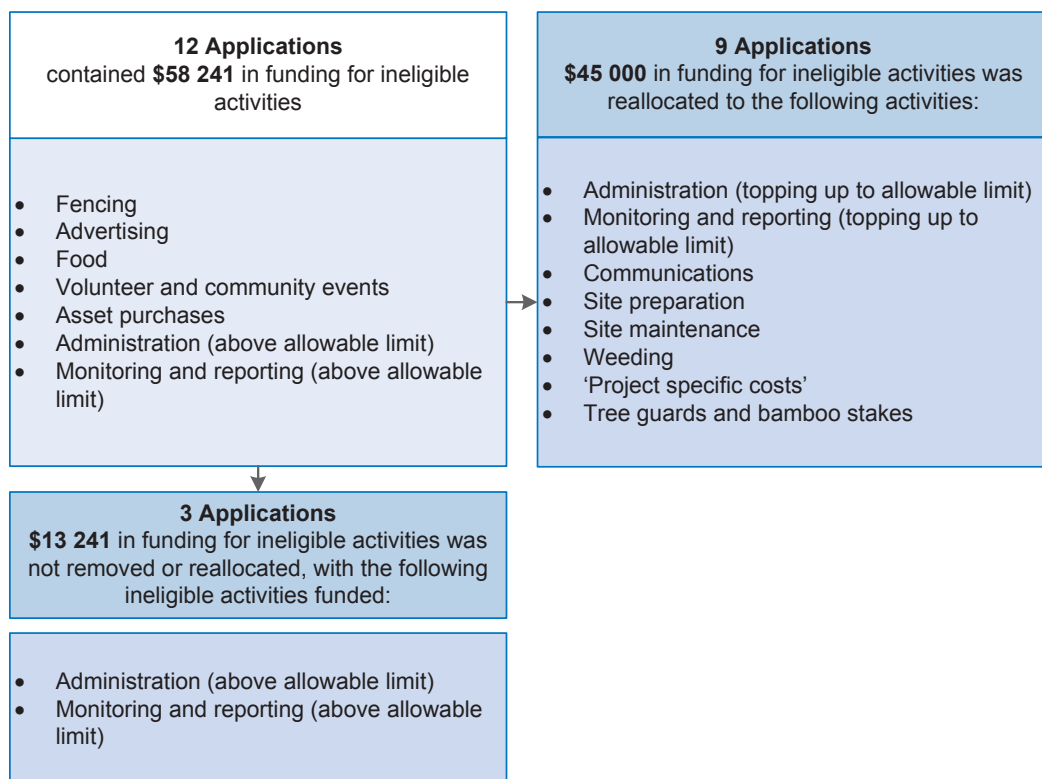 12 Applications
contained $58 241 in funding for ineligible
activities
• Fencing
• Advertising
• Food
• Volunteer and community events
• Asset purchases
• Administration (above allowable limit)
• Monitoring and reporting (above allowable
limit)
9 Applications
$45 000 in funding for ineligible activities was
reallocated to the following activities:
• Administration (topping up to allowable limit)
• Monitoring and reporting (topping up to
allowable limit)
• Communications
• Site preparation
• Site maintenance
• Weeding
• ‘Project specific costs’
• Tree guards and bamboo stakes
3 Applications
$13 241 in funding for ineligible activities was
not removed or reallocated, with the following
ineligible activities funded:
• Administration (above allowable limit)
• Monitoring and reporting (above allowable
limit)